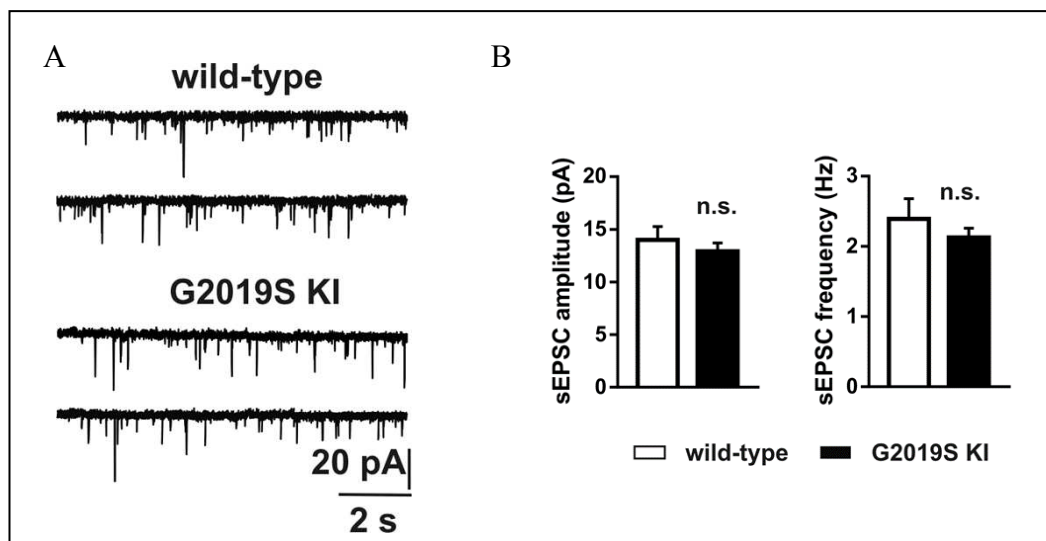 A
wild-type
G2019S KI
20 pA
2 s
B
sEPSC amplitude (pA)
20
15
10
5
0
n.s.
sEPSC frequency (Hz)
3
2
1
0
n.s.
wild-type
G2019S KI